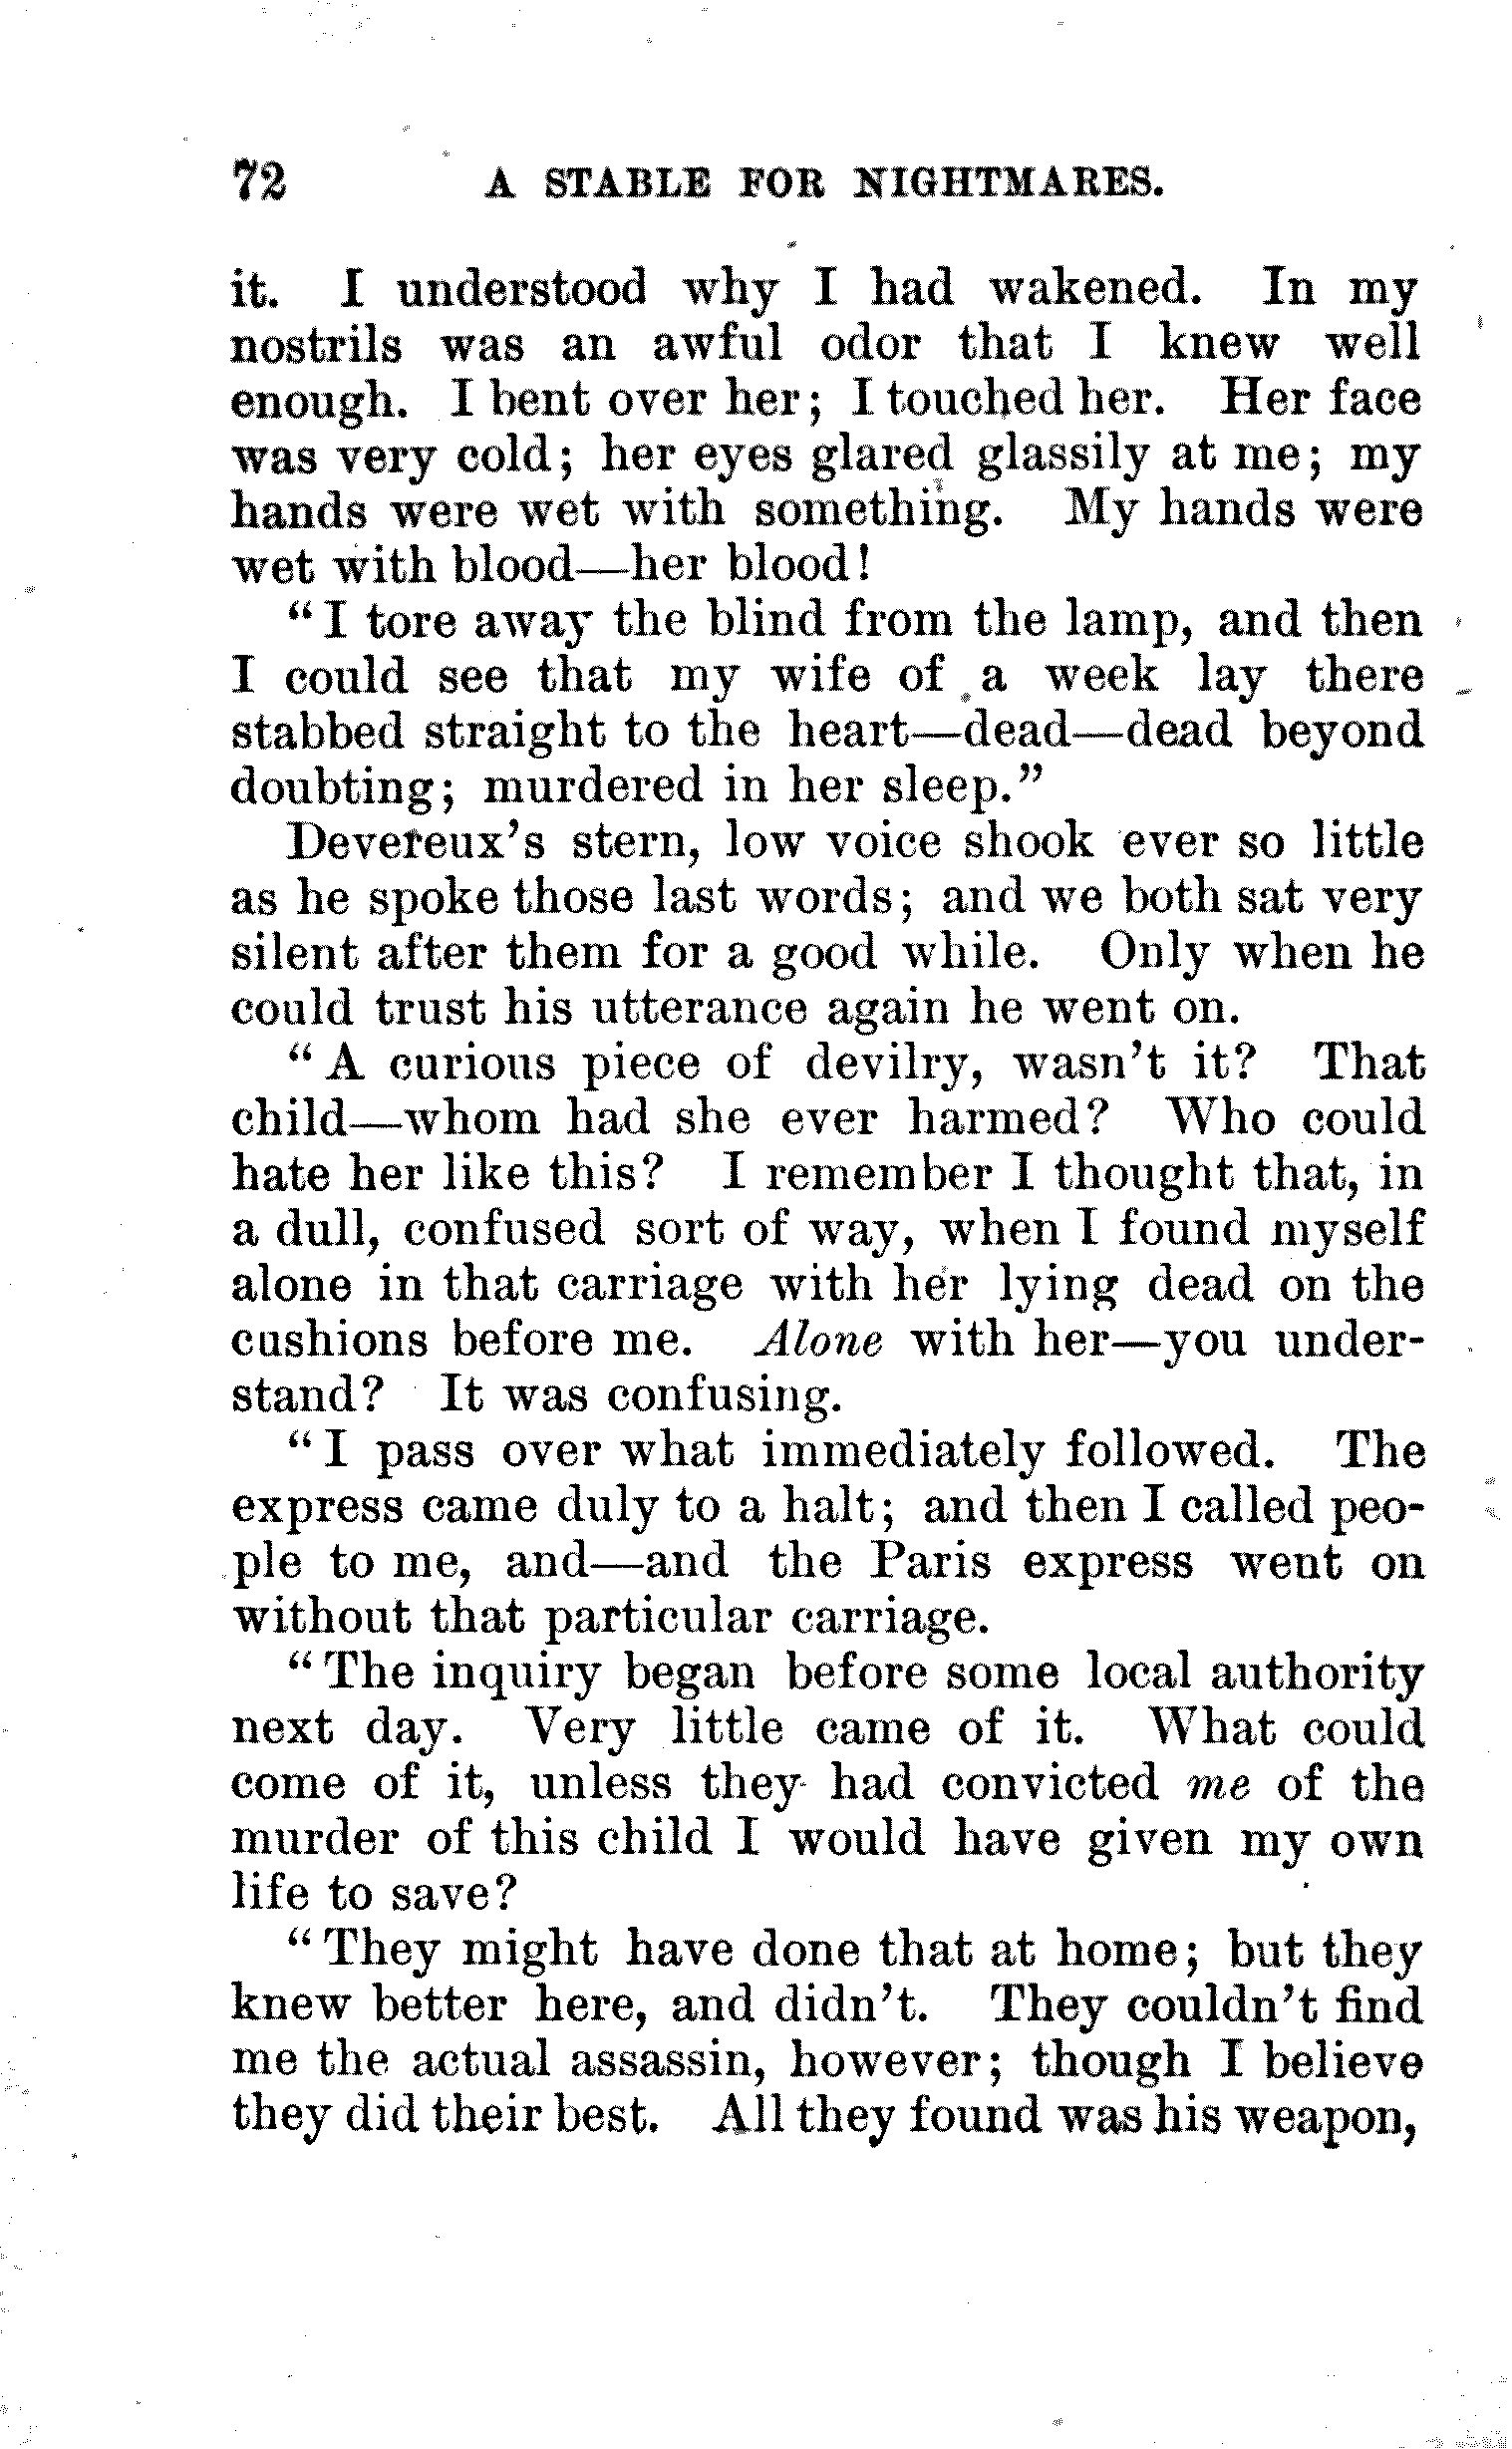 72 A STABLE FOR NIGHTMARES.
it. I understood why I had wakened. In my
nostrils was an awful odor that I knew well
enough. I bent over her; I touched her. Her face
was very cold; her eyes glared glassily at me; my
hands were wet with something. My hands were
wet with blood—her blood!
"I tore away the blind from the lamp, and then
I could see that my wife of a week lay there
stabbed straight to the heart—dead—dead beyond
doubting; murdered in her sleep."
Devereux's stern, low voice shook ever so little
as he spoke those last words; and we both sat very
silent after them for a good while. Only when he
could trust his utterance again he went on.
"A curious piece of devilry, wasn't it? That
child—whom had she ever harmed? Who could
hate her like this? I remember I thought that, in
a dull, confused sort of way, when I found myself
alone in that carriage with her lying dead on the
cushions before me. Alone with her—you under-
stand? It was confusing.
"I pass over what immediately followed. The
express came duly to a halt; and then I called peo-
ple to me, and—and the Paris express went on
without that particular carriage.
"The inquiry began before some local authority
next day. Very little came of it. What could
come of it, unless they had convicted me of the
murder of this child I would have given my own
life to save?
"They might have done that at home; but they
knew better here, and didn't. They couldn't find
me the actual assassin, however; though I believe
they did their best. All they found was his weapon,